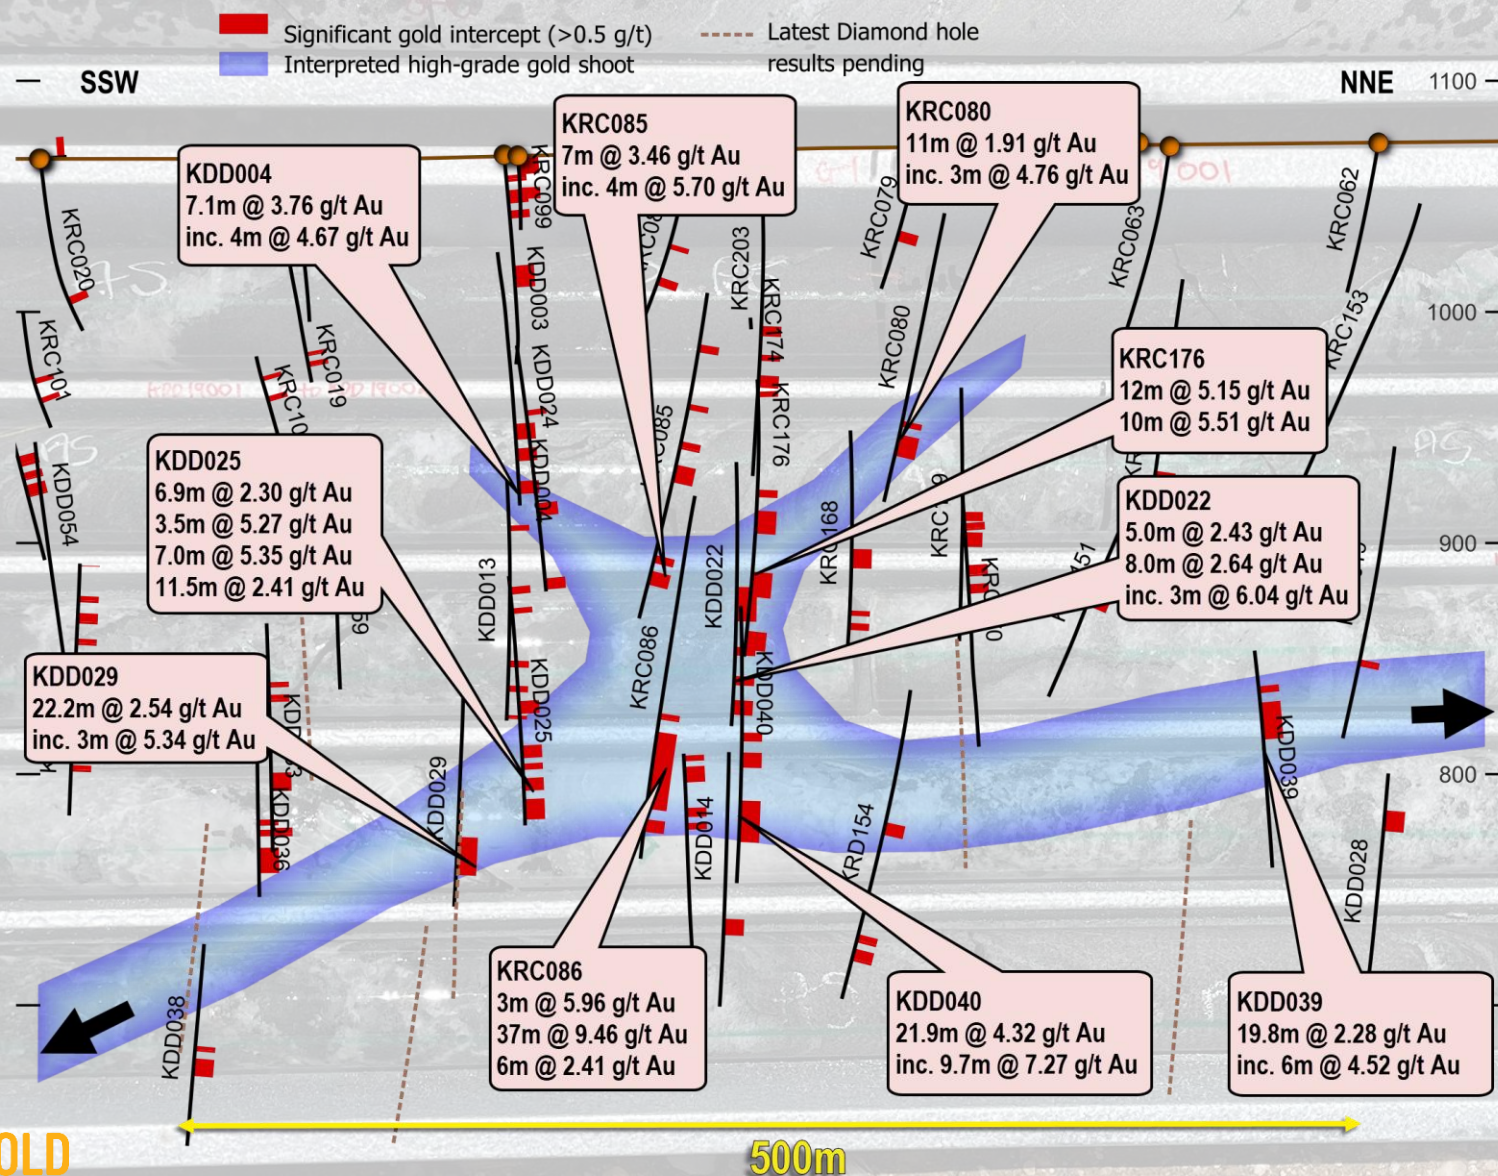 Significant gold intercept (>0.5 g/t)
Interpreted high-grade gold shoot
Latest Diamond hole
results pending
SSW
NNE
1100
1000
900
800
KDD004
7.1m @ 3.76 g/t Au
inc. 4m @ 4.67 g/t Au
KRC085
7m @ 3.46 g/t Au
inc. 4m @ 5.70 g/t Au
KRC080
11m @ 1.91 g/t Au
inc. 3m @ 4.76 g/t Au
KRC176
12m @ 5.15 g/t Au
10m @ 5.51 g/t Au
KDD025
6.9m @ 2.30 g/t Au
3.5m @ 5.27 g/t Au
7.0m @ 5.35 g/t Au
11.5m @ 2.41 g/t Au
KDD022
5.0m @ 2.43 g/t Au
8.0m @ 2.64 g/t Au
inc. 3m @ 6.04 g/t Au
KDD029
22.2m @ 2.54 g/t Au
inc. 3m @ 5.34 g/t Au
KRC086
3m @ 5.96 g/t Au
37m @ 9.46 g/t Au
6m @ 2.41 g/t Au
KDD040
21.9m @ 4.32 g/t Au
inc. 9.7m @ 7.27 g/t Au
KDD039
19.8m @ 2.28 g/t Au
inc. 6m @ 4.52 g/t Au
KRC020
KRC101
KDD054
KRC019
KRC099
KDD003
KDD024
KDD004
KDD013
KDD025
KRC203
KRC174
KRC176
KRC079
KRC080
KRC063
KRC062
KRC153
KDD022
KRC086
KDD040
KDD029
KDD036
KDD014
KRD154
KDD039
KDD028
KDD038
500m
OLD